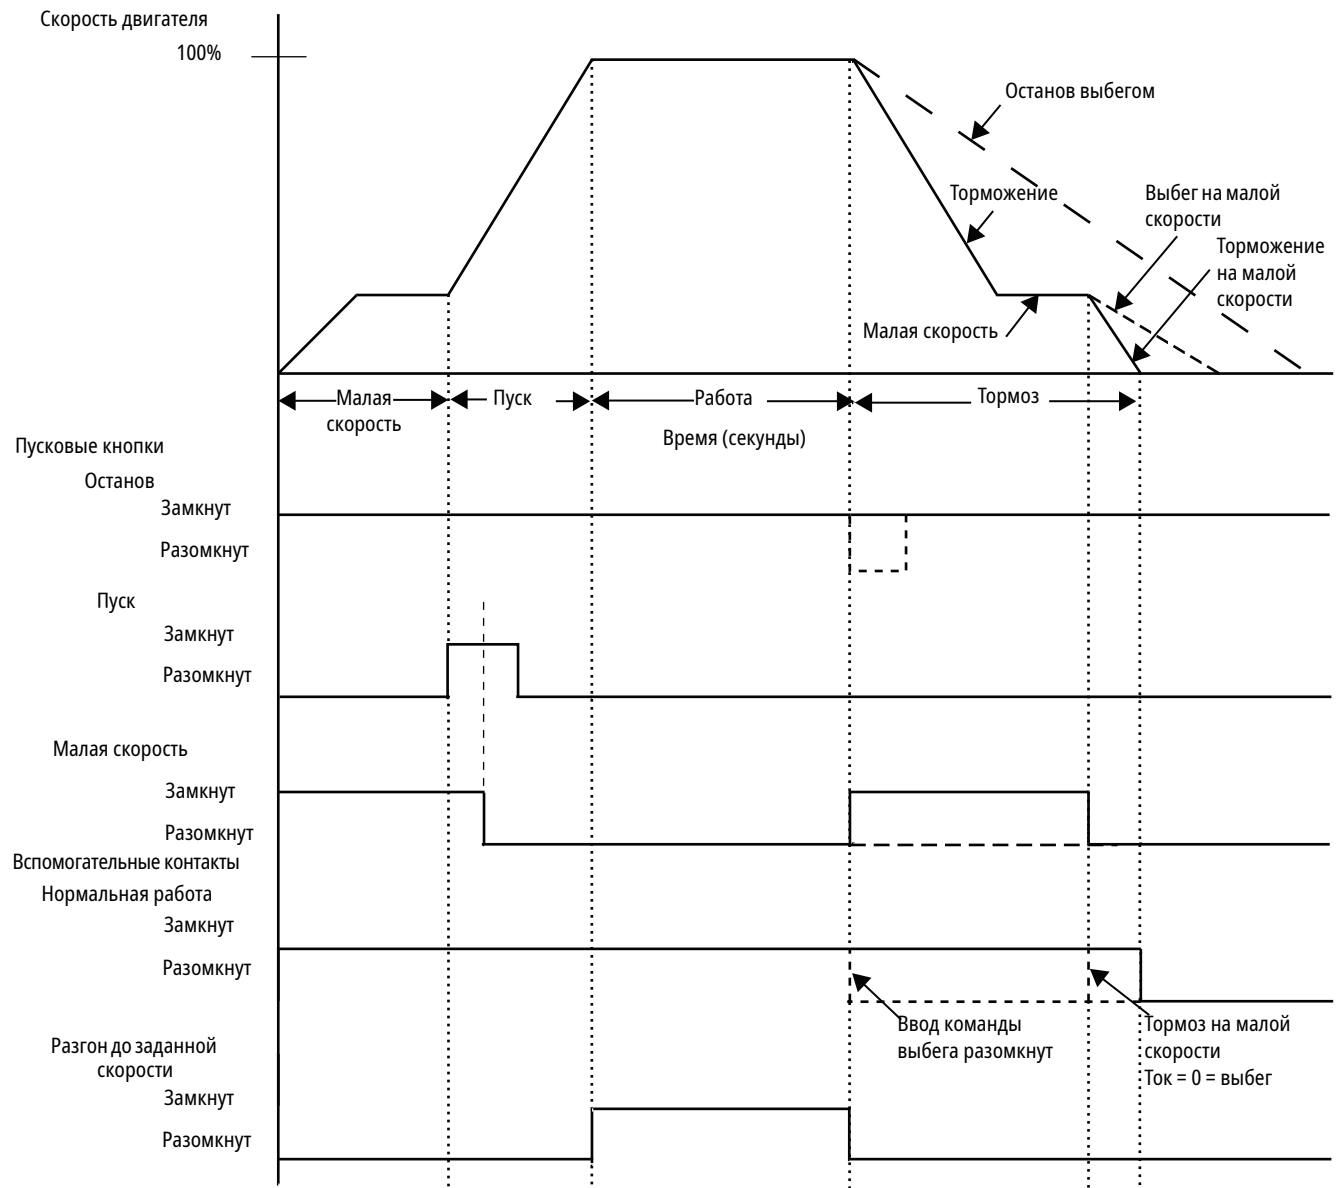 Скорость двигателя
100%
Останов выбегом
Торможение
Выбег на малой
скорости
Торможение
на малой
скорости
Малая скорость
Малая
скорость
Пуск
Работа
Тормоз
Время (секунды)
Пусковые кнопки
Останов
Замкнут
Разомкнут
Пуск
Замкнут
Разомкнут
Малая скорость
Замкнут
Разомкнут
Вспомогательные контакты
Нормальная работа
Замкнут
Разомкнут
Ввод команды
выбега разомкнут
Тормоз на малой
скорости
Ток = 0 = выбег
Разгон до заданной
скорости
Замкнут
Разомкнут